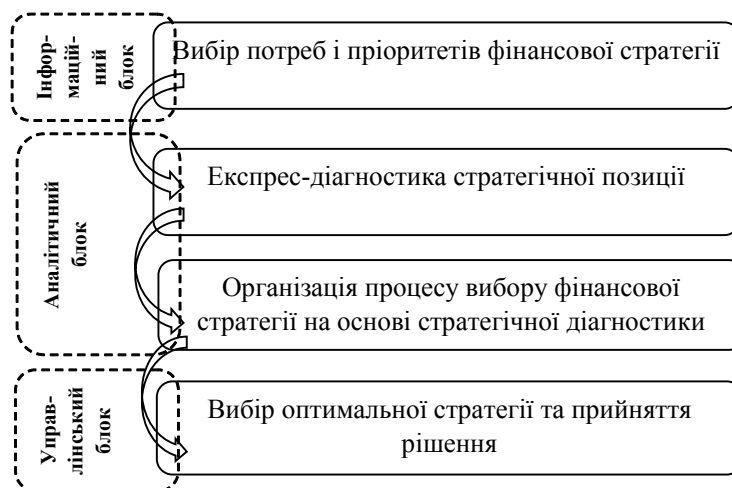 Інфор-
мацій-
ний
блок
Вибір потреб і пріоритетів фінансової стратегії
Аналітичний
блок
Експрес-діагностика стратегічної позиції
Організація процесу вибору фінансової
стратегії на основі стратегічної діагностики
Управ-
лінський
блок
Вибір оптимальної стратегії та прийняття
рішення